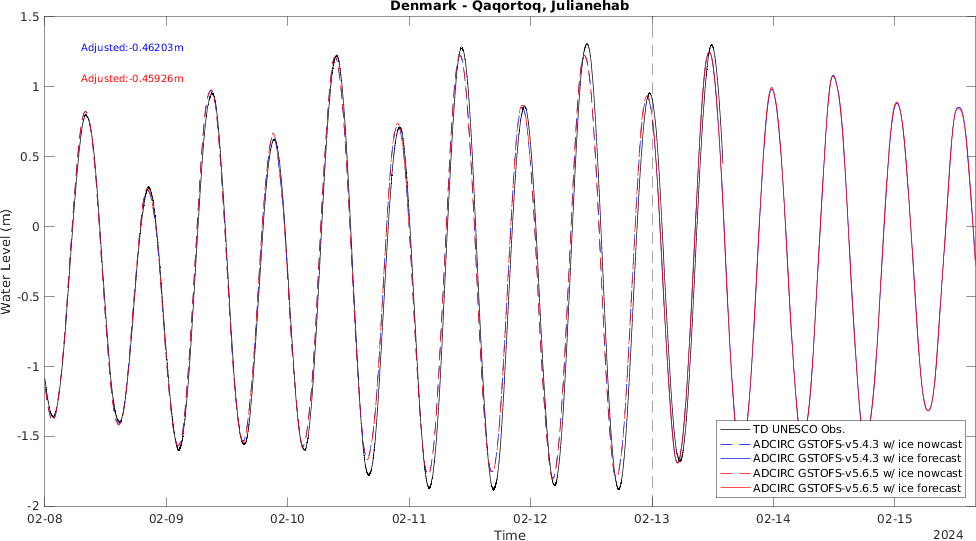 Denmark - Qaqortoq, Julianehab
Adjusted:-0.46203m
Adjusted:-0.45926m
1.5
1
0.5
0
-0.5
-1
-1.5
-2
Water Level (m)
TD UNESCO Obs.
ADCIRC GSTOFS-v5.4.3 w/ ice nowcast
ADCIRC GSTOFS-v5.4.3 w/ ice forecast
ADCIRC GSTOFS-v5.6.5 w/ ice nowcast
ADCIRC GSTOFS-v5.6.5 w/ ice forecast
02-08 02-09 02-10 02-11 02-12 02-13 02-14 02-15
Time
2024